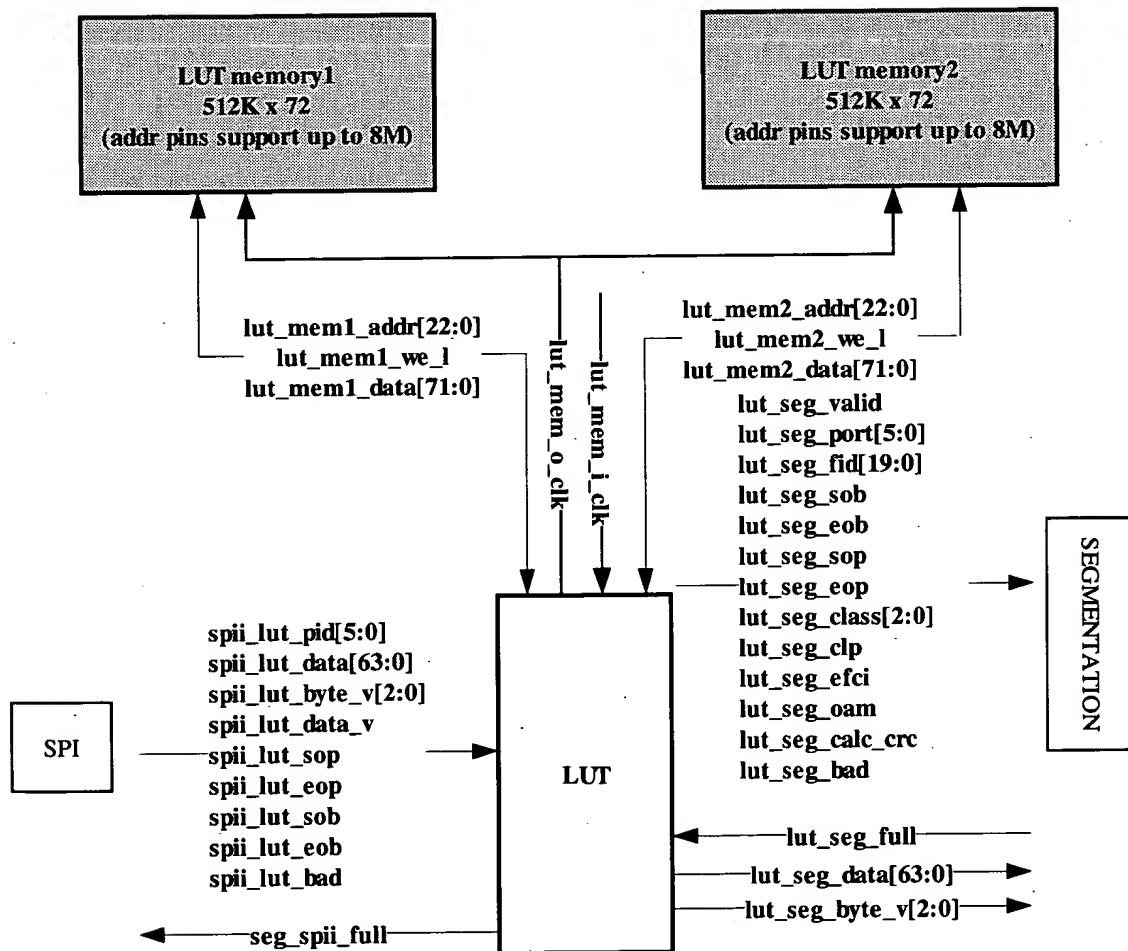 LUT memory1
512K x 72
(addr pins support up to 8M)
LUT memory2
512K x 72
(addr pins support up to 8M)
lut_mem1_addr[22:0]
lut_mem1_we_l
lut_mem1_data[71:0]
lut_mem_o_clk
lut_mem_i_clk
lut_mem2_addr[22:0]
lut_mem2_we_l
lut_mem2_data[71:0]
lut_seg_valid
lut_seg_port[5:0]
lut_seg_fid[19:0]
lut_seg_sob
lut_seg_eob
lut_seg_sop
lut_seg_eop
lut_seg_class[2:0]
lut_seg_clp
lut_seg_efci
lut_seg_oam
lut_seg_calc_crc
lut_seg_bad
SEGMENTATION
spii_lut_pid[5:0]
spii_lut_data[63:0]
spii_lut_byte_v[2:0]
spii_lut_data_v
spii_lut_sop
spii_lut_eop
spii_lut_sob
spii_lut_eob
spii_lut_bad
SPI
LUT
lut_seg_full
lut_seg_data[63:0]
lut_seg_byte_v[2:0]
seg_spii_full